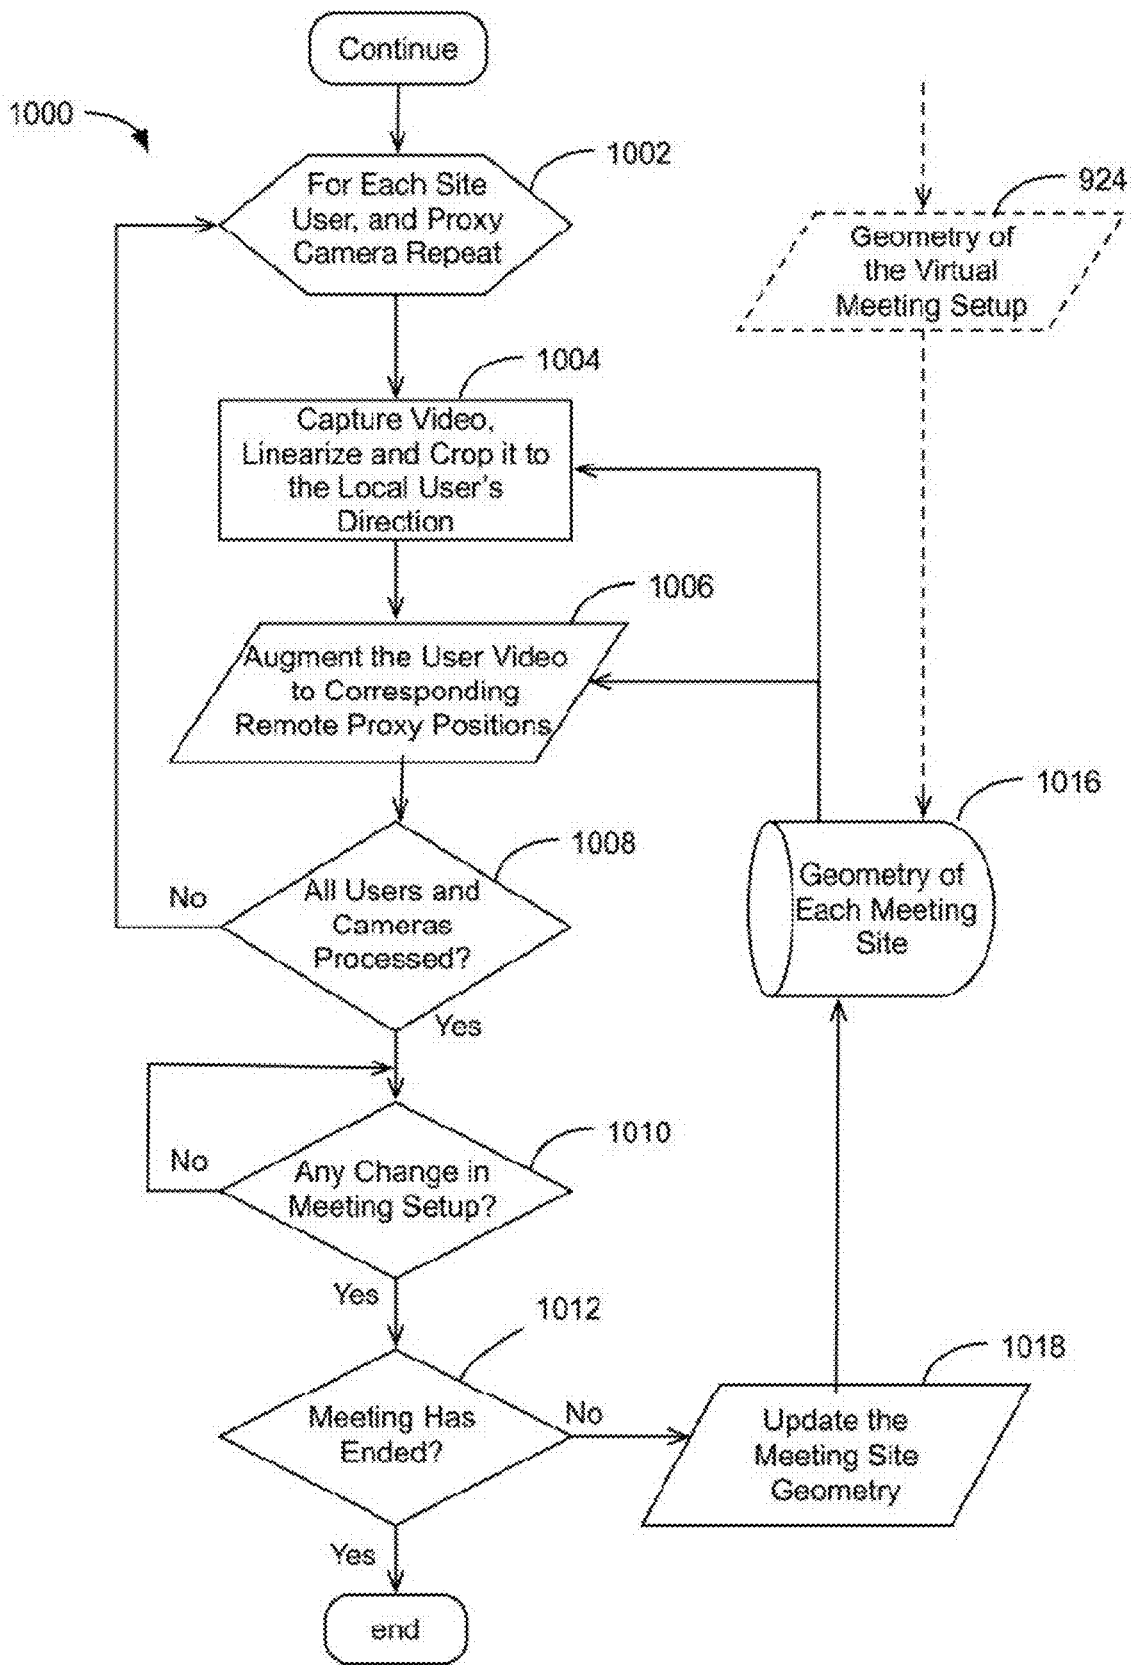 Continue
1000
1002
For Each Site
User, and Proxy
Camera Repeat
924
Geometry of
the Virtual
Meeting Setup
1004
Capture Video,
Linearize and Crop it to
the Local User's
Direction
1006
Augment the User Video
to Corresponding
Remote Proxy Positions
1008
No
All Users and
Cameras
Processed?
Yes
1016
Geometry of
Each Meeting
Site
1010
No
Any Change in
Meeting Setup?
Yes
1012
Meeting Has
Ended?
No
1018
Update the
Meeting Site
Geometry
Yes
end